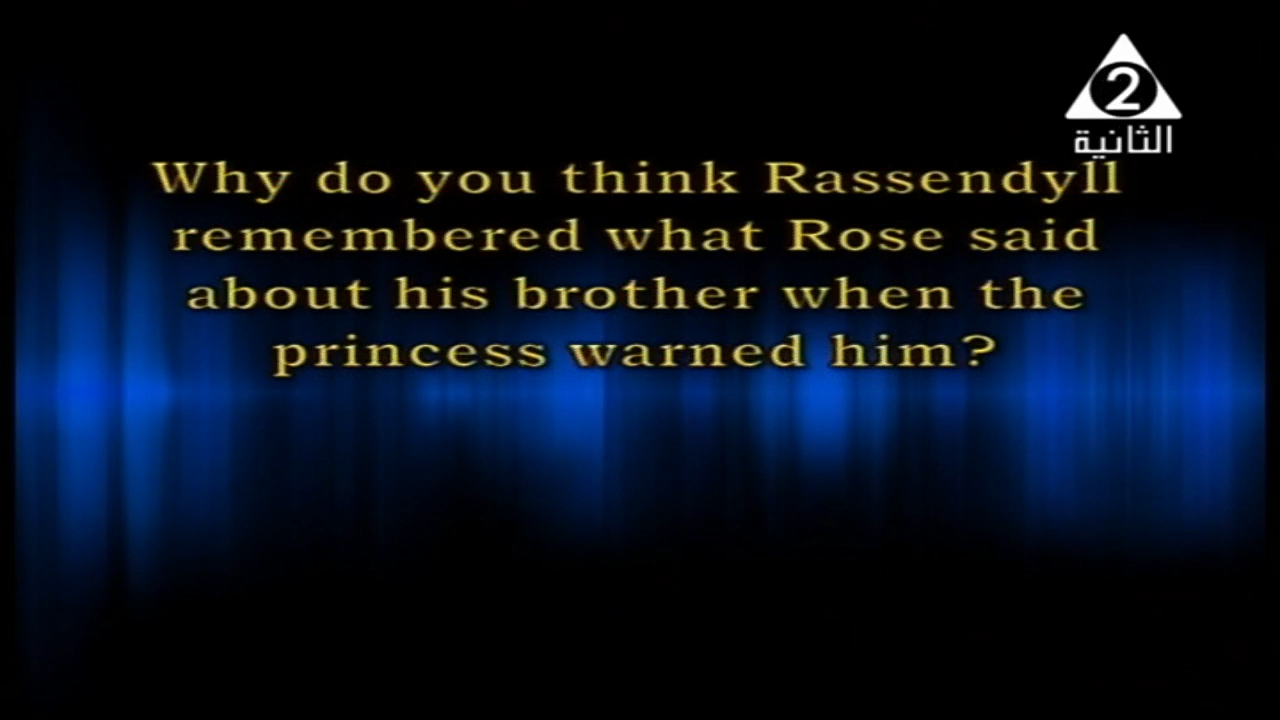 2
الثانية
Why do you think Rassendyll
remembered what Rose said
about his brother when the
princess warned him?